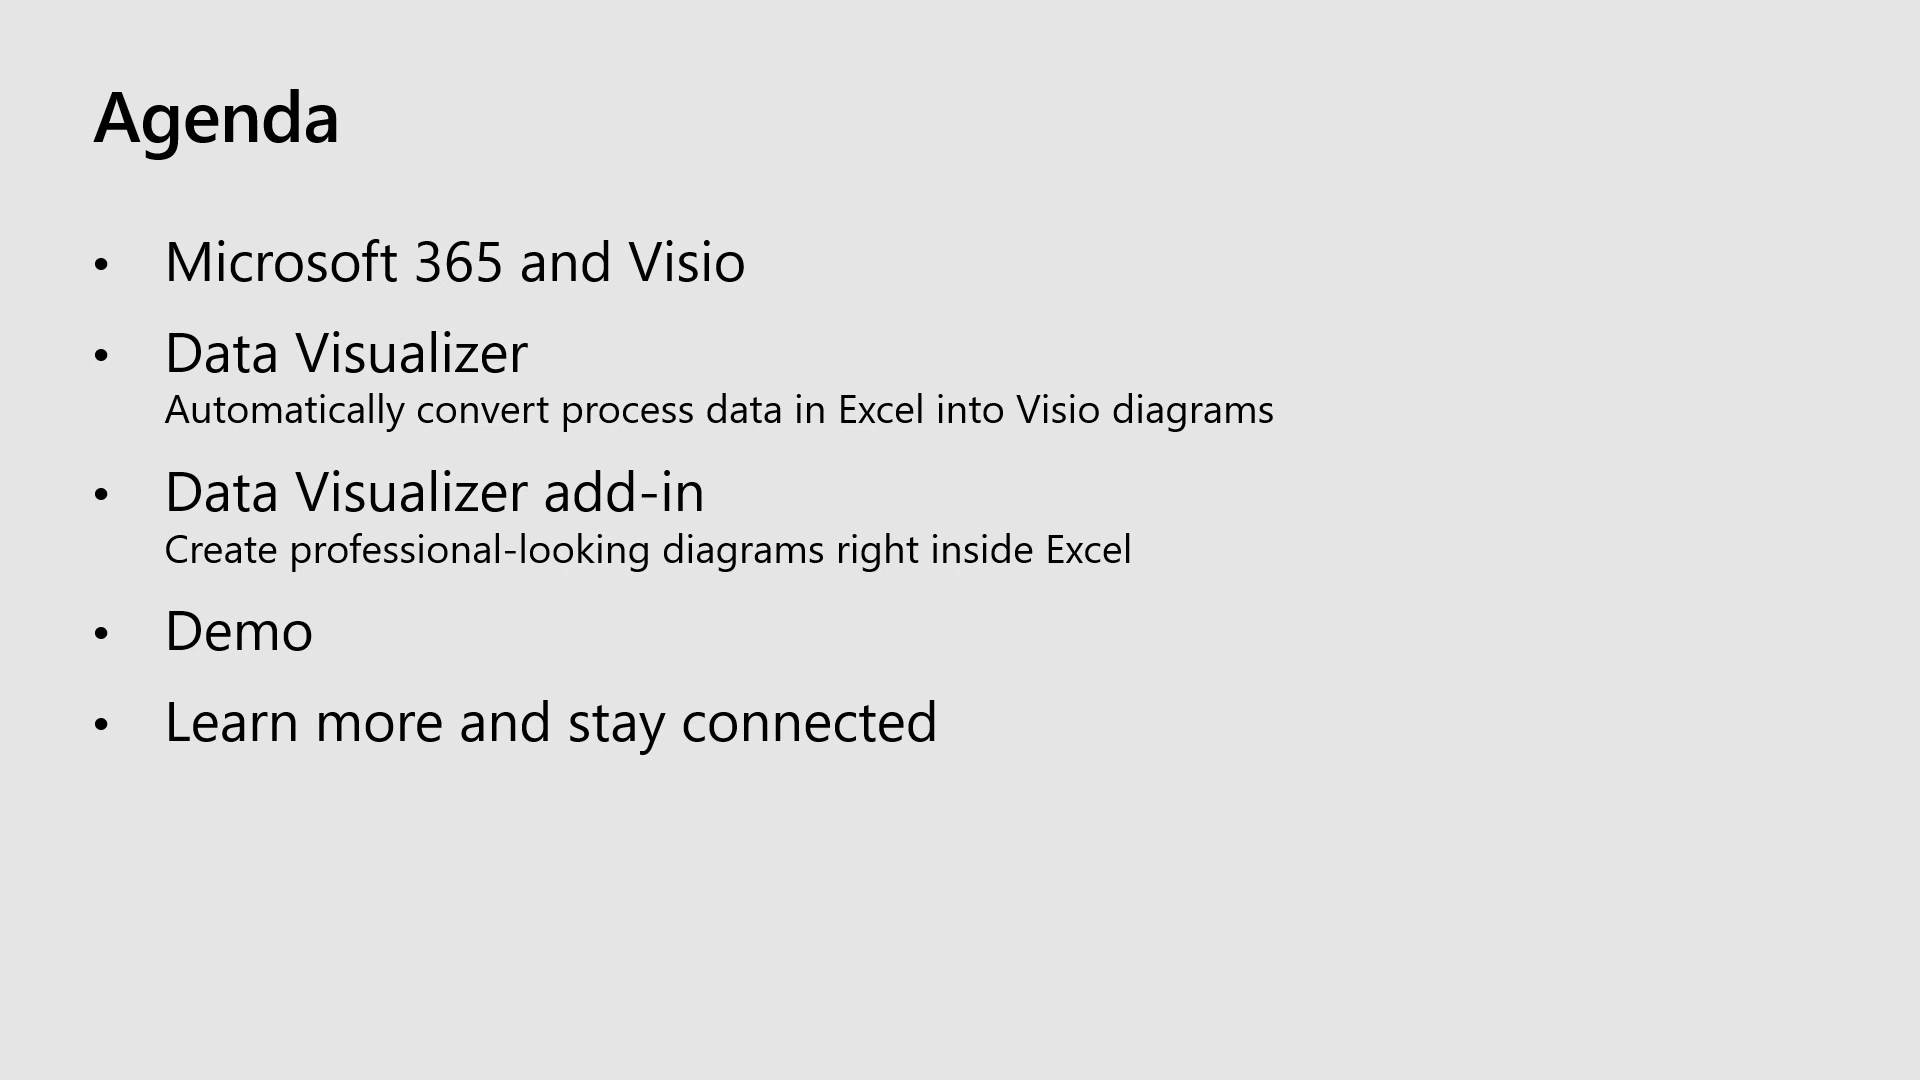 Agenda
• Microsoft 365 and Visio
• Data Visualizer
Automatically convert process data in Excel into Visio diagrams
• Data Visualizer add-in
Create professional-looking diagrams right inside Excel
• Demo
• Learn more and stay connected